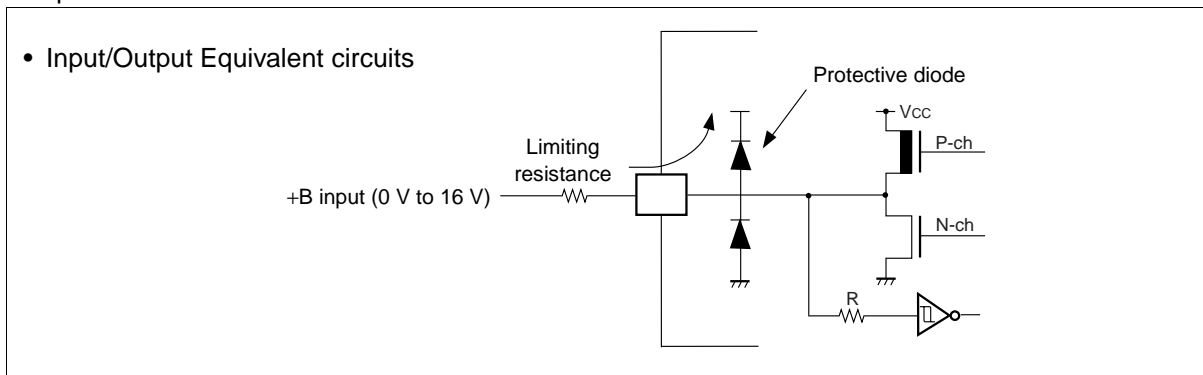 • Input/Output Equivalent circuits
Protective diode
Vcc
P-ch
Limiting
resistance
+B input (0 V to 16 V)
N-ch
R